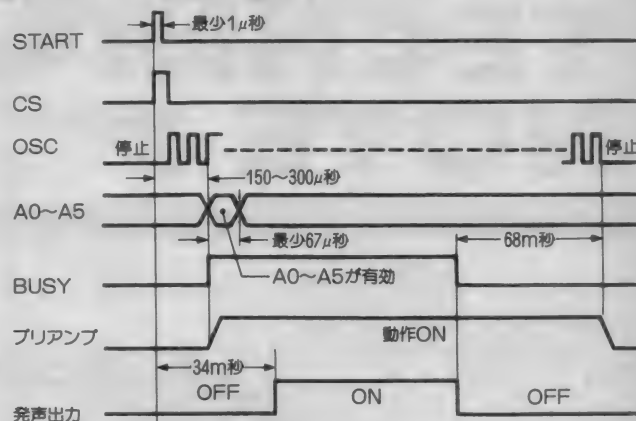 最少1μ秒
START
CS
OSC
停止
停止
150~300μ秒
A0~A5
最少67μ秒
68m秒
A0~A5が有効
BUSY
プリアンプ
動作ON
34m秒
OFF
ON
OFF
発声出力